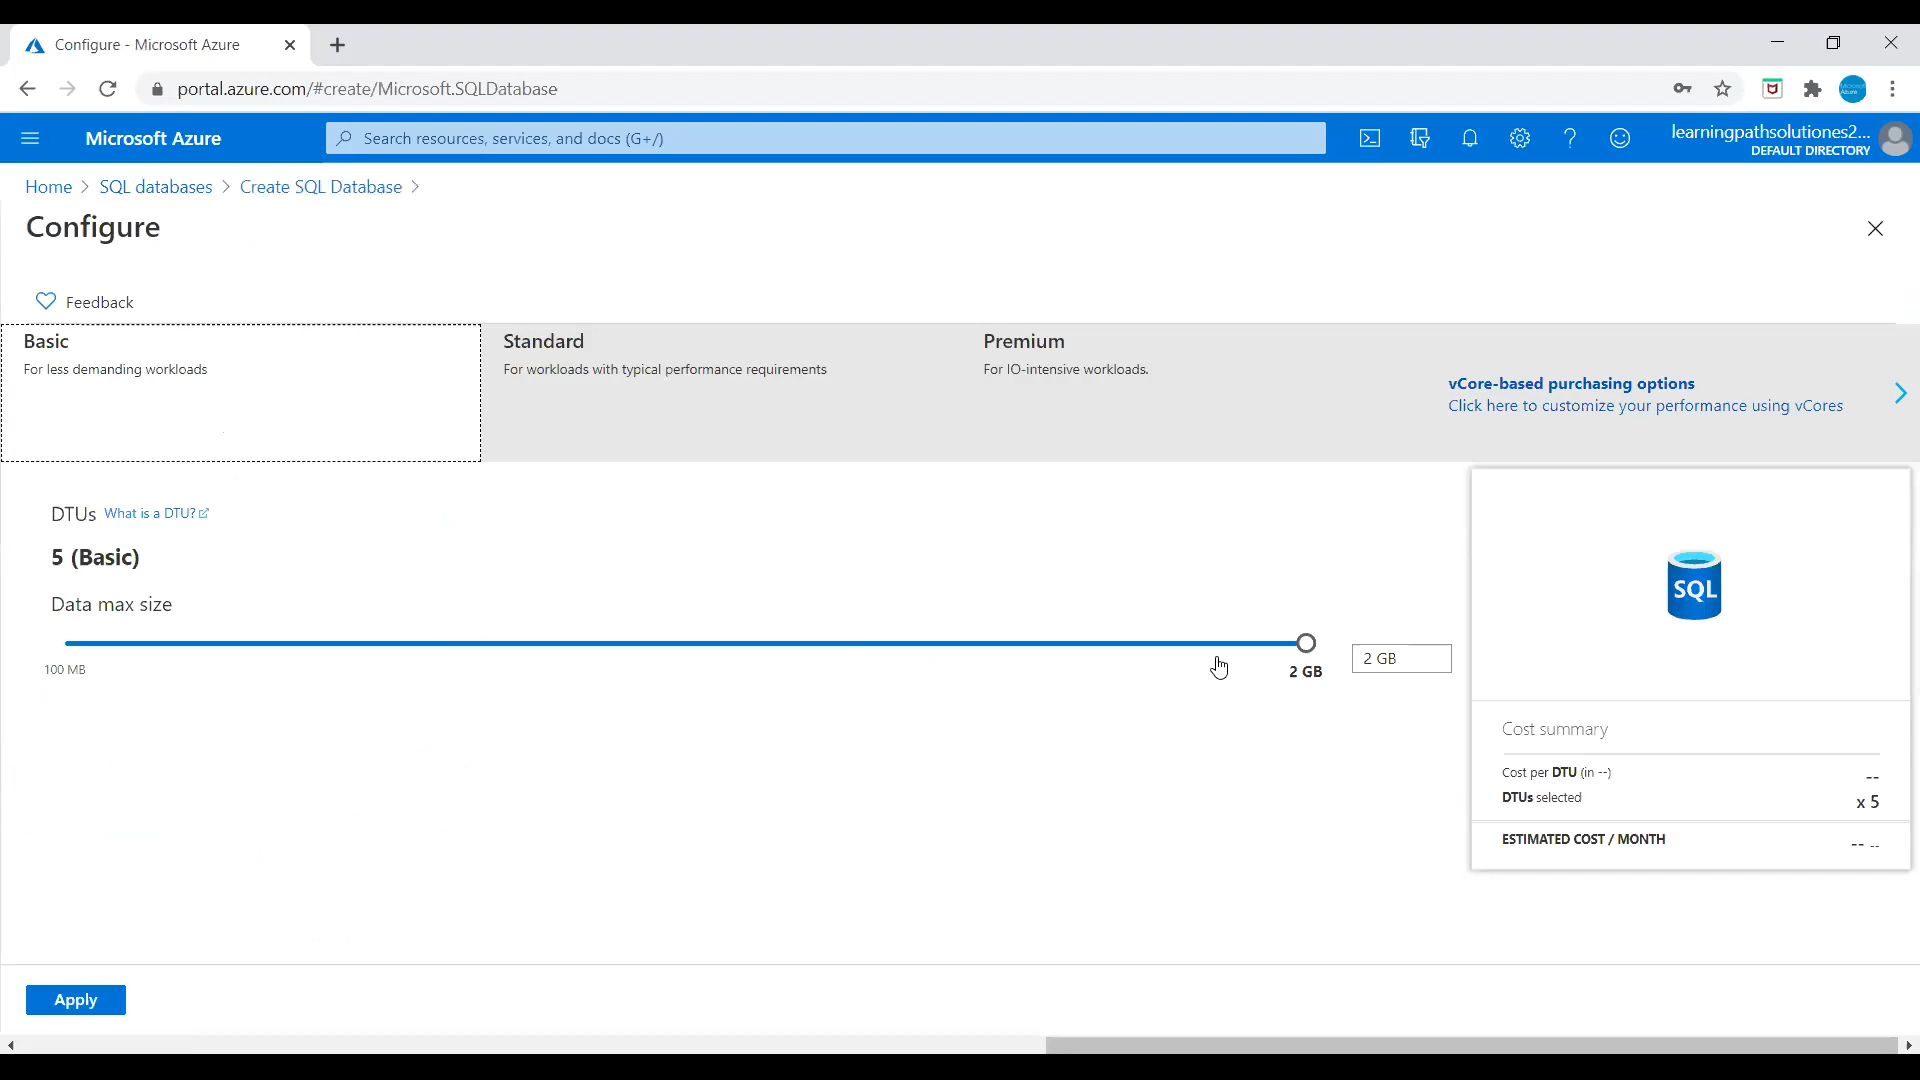 Configure - Microsoft Azure
portal.azure.com/#create/Microsoft.SQLDatabase
Microsoft Azure
Search resources, services, and docs (G+/)
learningpathsolutiones2...
DEFAULT DIRECTORY
Home > SQL databases > Create SQL Database >
Configure
Feedback
Basic
For less demanding workloads
Standard
For workloads with typical performance requirements
Premium
For IO-intensive workloads.
vCore-based purchasing options
Click here to customize your performance using vCores
DTUs What is a DTU?
5 (Basic)
Data max size
100 MB
2 GB
2 GB
SQL
Cost summary
Cost per DTU (in --)
--
DTUs selected
x 5
ESTIMATED COST / MONTH
-- --
Apply